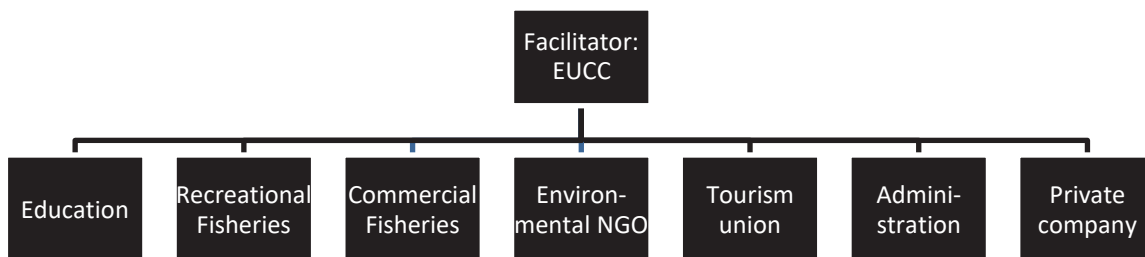 Facilitator:
EUCC
Education
Recreational
Fisheries
Commercial
Fisheries
Environ-
mental NGO
Tourism
union
Admini-
stration
Private
company